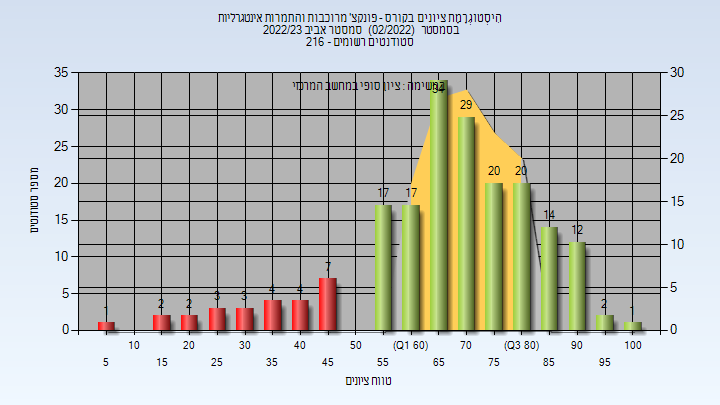 היסטוגרמת ציונים בקורס - פונקצ' מרוכבות והתמרות אינטגרליות
בסמסטר (02/2022) סמסטר אביב 2022/23
סטודנטים רשומים - 216
במשימה : ציון סופי במחשב המרכזי
מספר סטודנטים
35 30 25 20 15 10 5 0
30 25 20 15 10 5 0
1 2 2 3 3 4 4 7 17 17 34 29 20 20 14 12 2 1
10 20 30 40 50 (Q1 60) 70 (Q3 80) 90 100
5 15 25 35 45 55 65 75 85 95
טווח ציונים